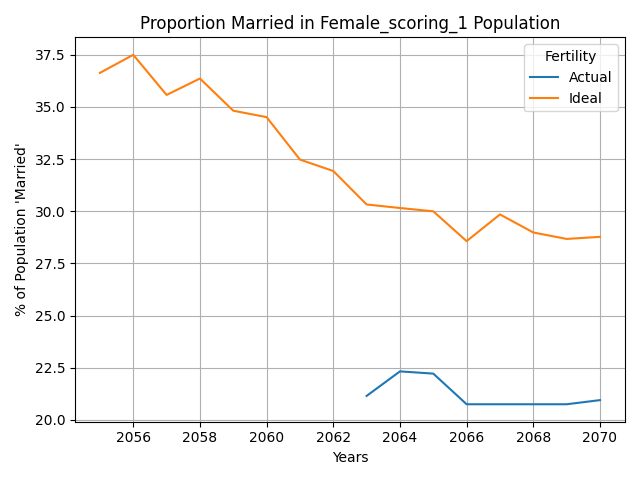 Proportion Married in Female_scoring_1 Population
% of Population 'Married'
37.5
35.0
32.5
30.0
27.5
25.0
22.5
20.0
Fertility
Actual
Ideal
2056 2058 2060 2062 2064 2066 2068 2070
Years